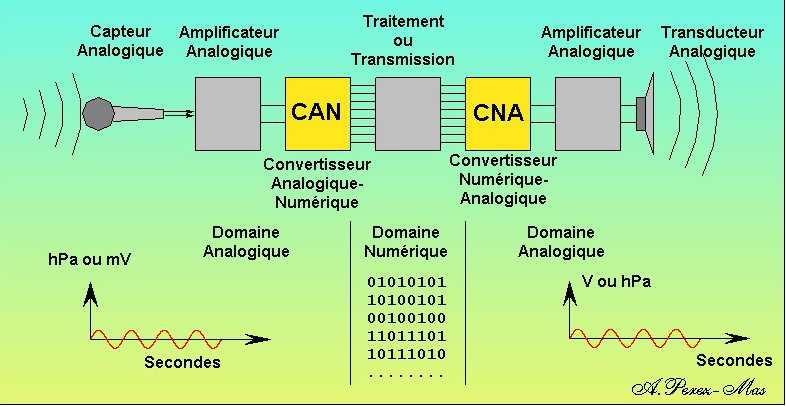 Capteur
Analogique
Amplificateur
Analogique
Traitement
ou
Transmission
Amplificateur
Analogique
Transducteur
Analogique
CAN
CNA
Convertisseur
Analogique-
Numérique
Convertisseur
Numérique-
Analogique
Domaine
Analogique
Domaine
Numérique
Domaine
Analogique
hPa ou mV
Secondes
01010101
10100101
00100100
11011101
10111010
........
V ou hPa
Secondes
A.Perex-Mas